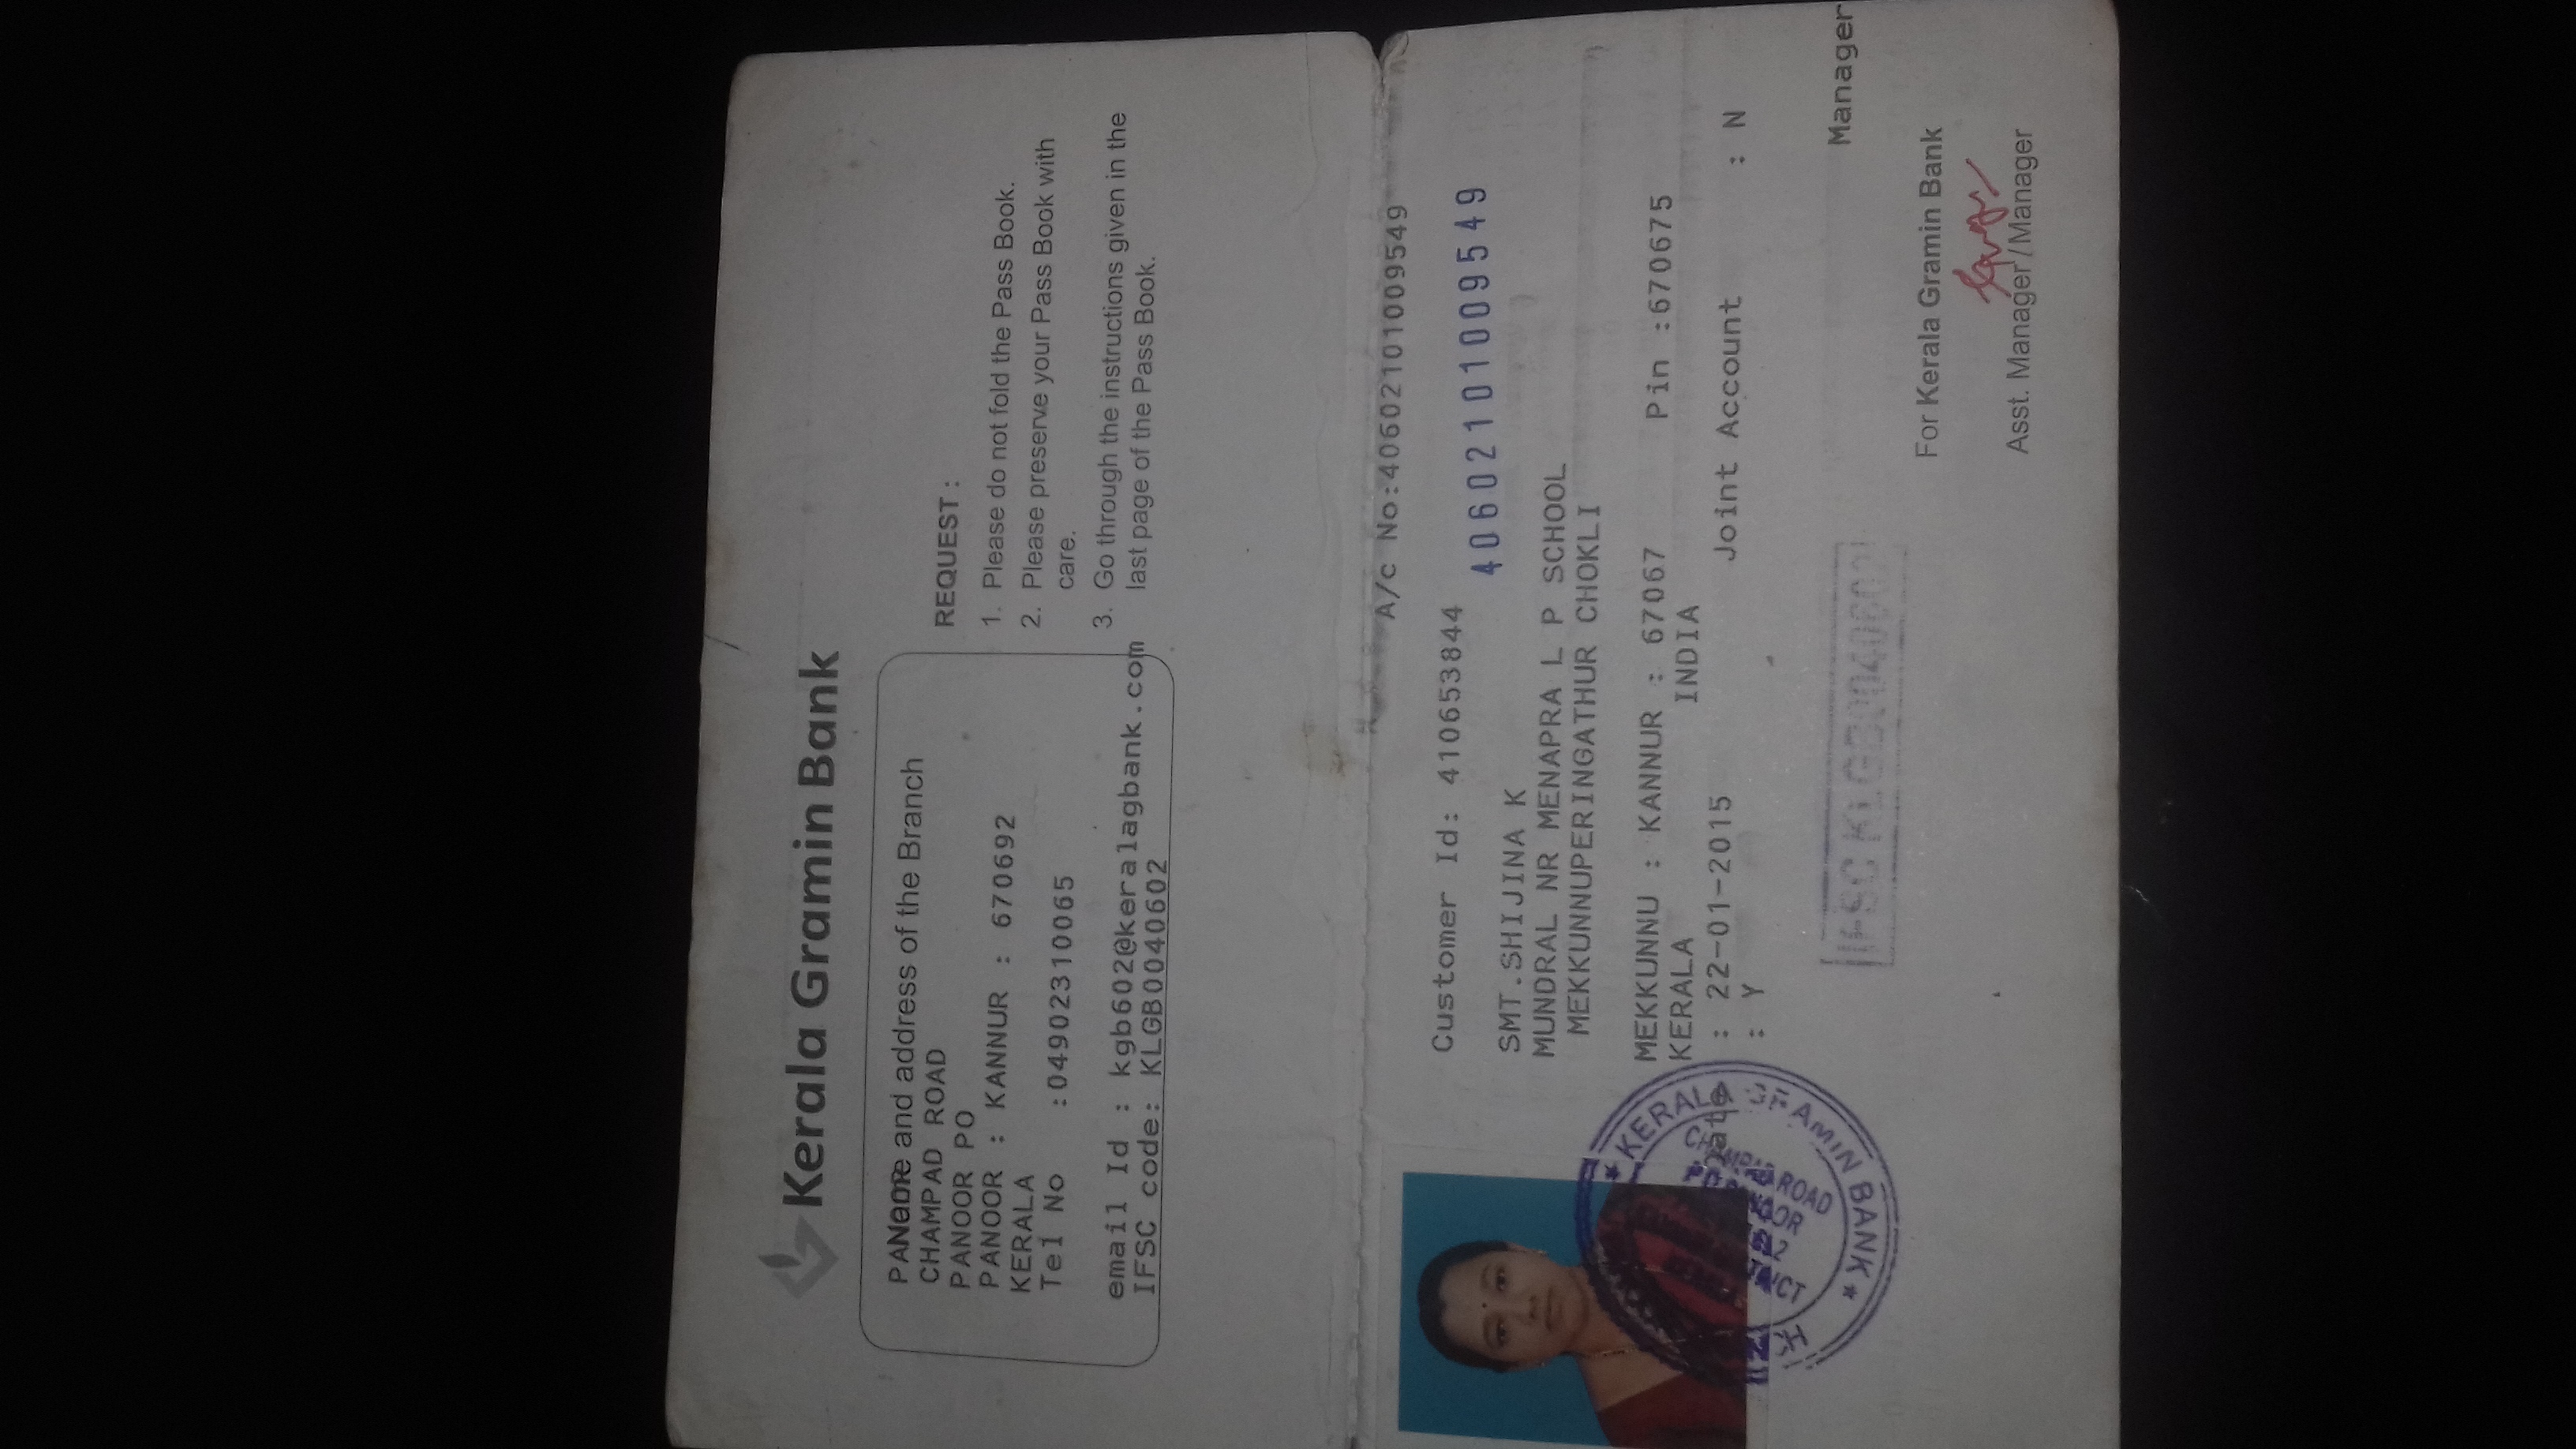 Kerala Gramin Bank
Name and address of the Branch
PANOOR
CHAMPAD ROAD
PANOOR PO
PANOOR : KANNUR : 670692
KERALA
Tel No :04902310065
email Id : kgb602@keralagbank.com
IFSC code: KLGB0040602
REQUEST :
1. Please do not fold the Pass Book.
2. Please preserve your Pass Book with
care.
3. Go through the instructions given in the
last page of the Pass Book.
A/c No:40602101009549
Customer Id: 410653844
40602101009549
SMT.SHIJINA K
MUNDRAL NR MENAPRA L P SCHOOL
MEKKUNNUPERINGATHUR CHOKLI
MEKKUNNU : KANNUR : 67067 Pin :670675
KERALA INDIA
: 22-01-2015 Joint Account : N
: Y
KERALA GRAMIN BANK
IFSC KLGB0040602
Manager
For Kerala Gramin Bank
Asst. Manager / Manager